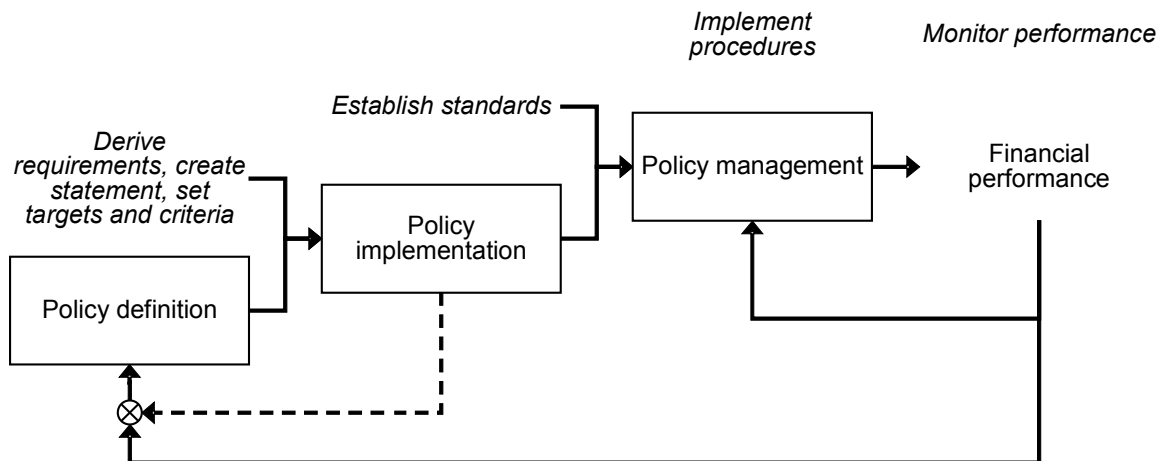 Implement
procedures
Monitor performance
Establish standards
Derive
requirements, create
statement, set
targets and criteria
Policy management
Financial
performance
Policy
implementation
Policy definition